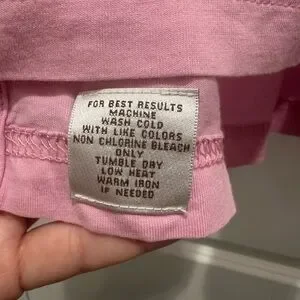 FOR BEST RESULTS
MACHINE
WASH COLD
WITH LIKE COLORS
NON CHLORINE BLEACH
ONLY
TUMBLE DRY
LOW HEAT
WARM IRON
IF NEEDED